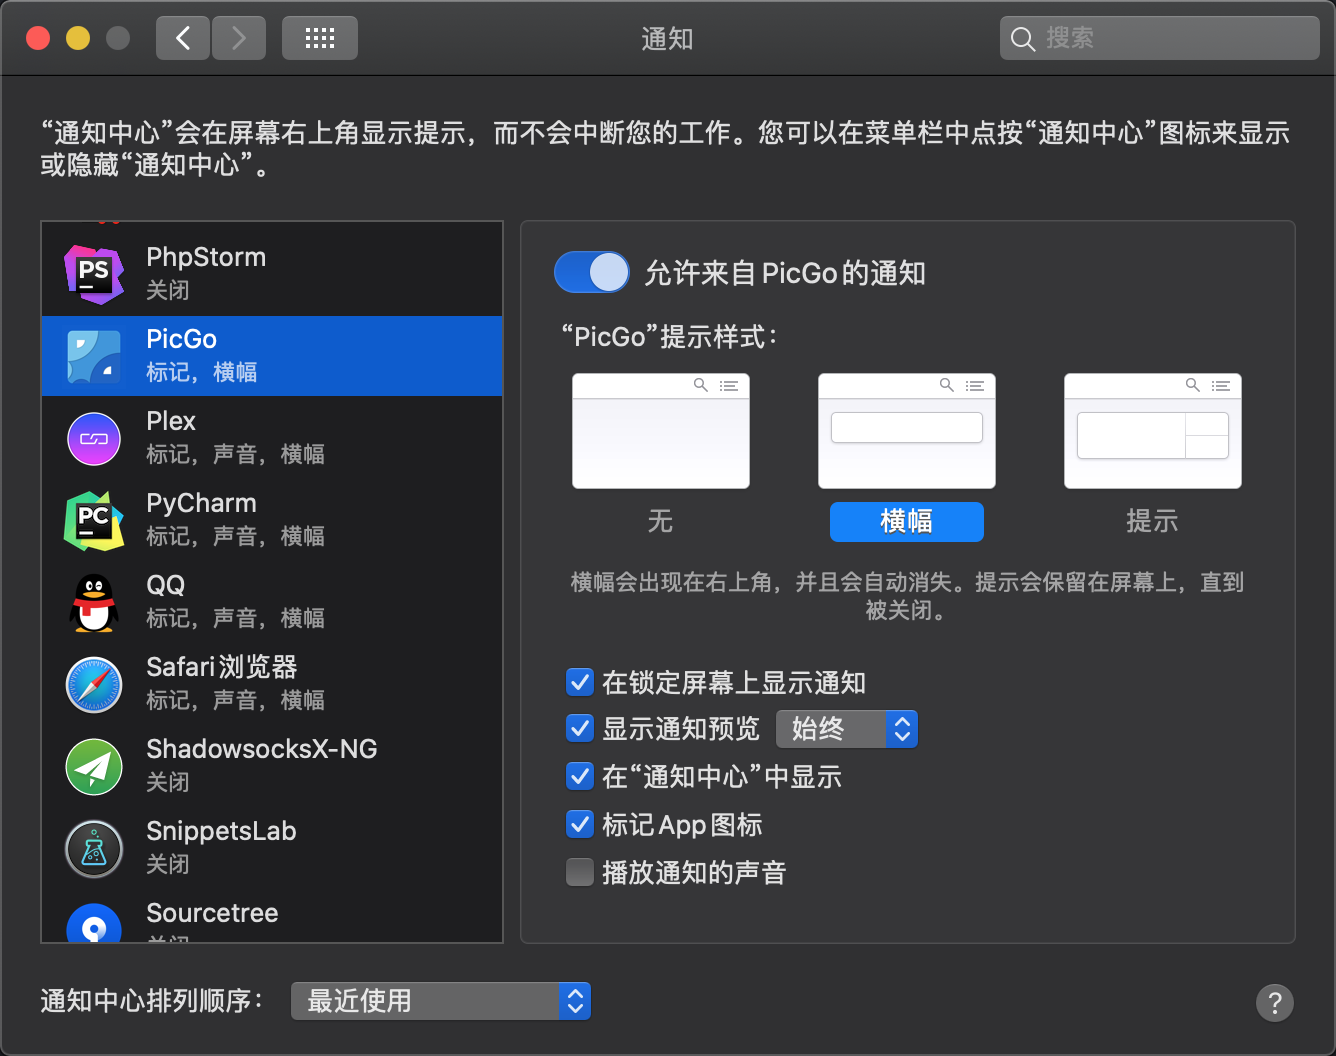 通知
搜索
“通知中心”会在屏幕右上角显示提示，而不会中断您的工作。您可以在菜单栏中点按“通知中心”图标来显示
或隐藏“通知中心”。
PS
PhpStorm
关闭
PicGo
标记，横幅
Plex
标记，声音，横幅
PC
PyCharm
标记，声音，横幅
QQ
标记，声音，横幅
Safari浏览器
标记，声音，横幅
ShadowsocksX-NG
关闭
SnippetsLab
关闭
Sourcetree
关闭
允许来自PicGo的通知
“PicGo”提示样式：
无
横幅
提示
横幅会出现在右上角，并且会自动消失。提示会保留在屏幕上，直到
被关闭。
在锁定屏幕上显示通知
显示通知预览 始终
在“通知中心”中显示
标记App图标
播放通知的声音
通知中心排列顺序： 最近使用
?